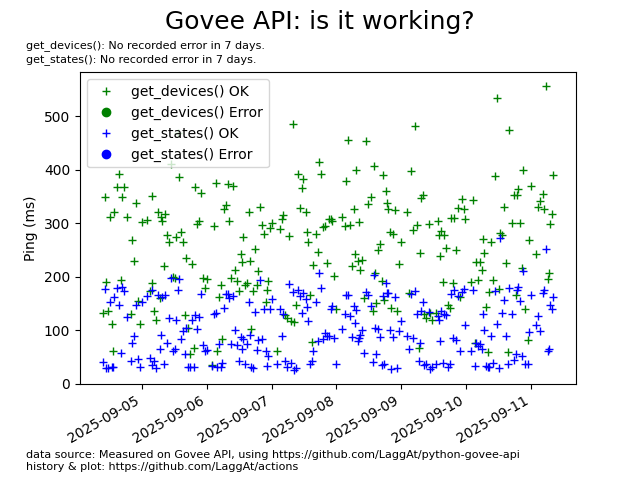 Govee API: is it working?
get_devices(): No recorded error in 7 days.
get_states(): No recorded error in 7 days.
get_devices() OK
get_devices() Error
get_states() OK
get_states() Error
Ping (ms)
500
400
300
200
100
0
2025-09-05
2025-09-06
2025-09-07
2025-09-08
2025-09-09
2025-09-10
2025-09-11
data source: Measured on Govee API, using https://github.com/LaggAt/python-govee-api
history & plot: https://github.com/LaggAt/actions